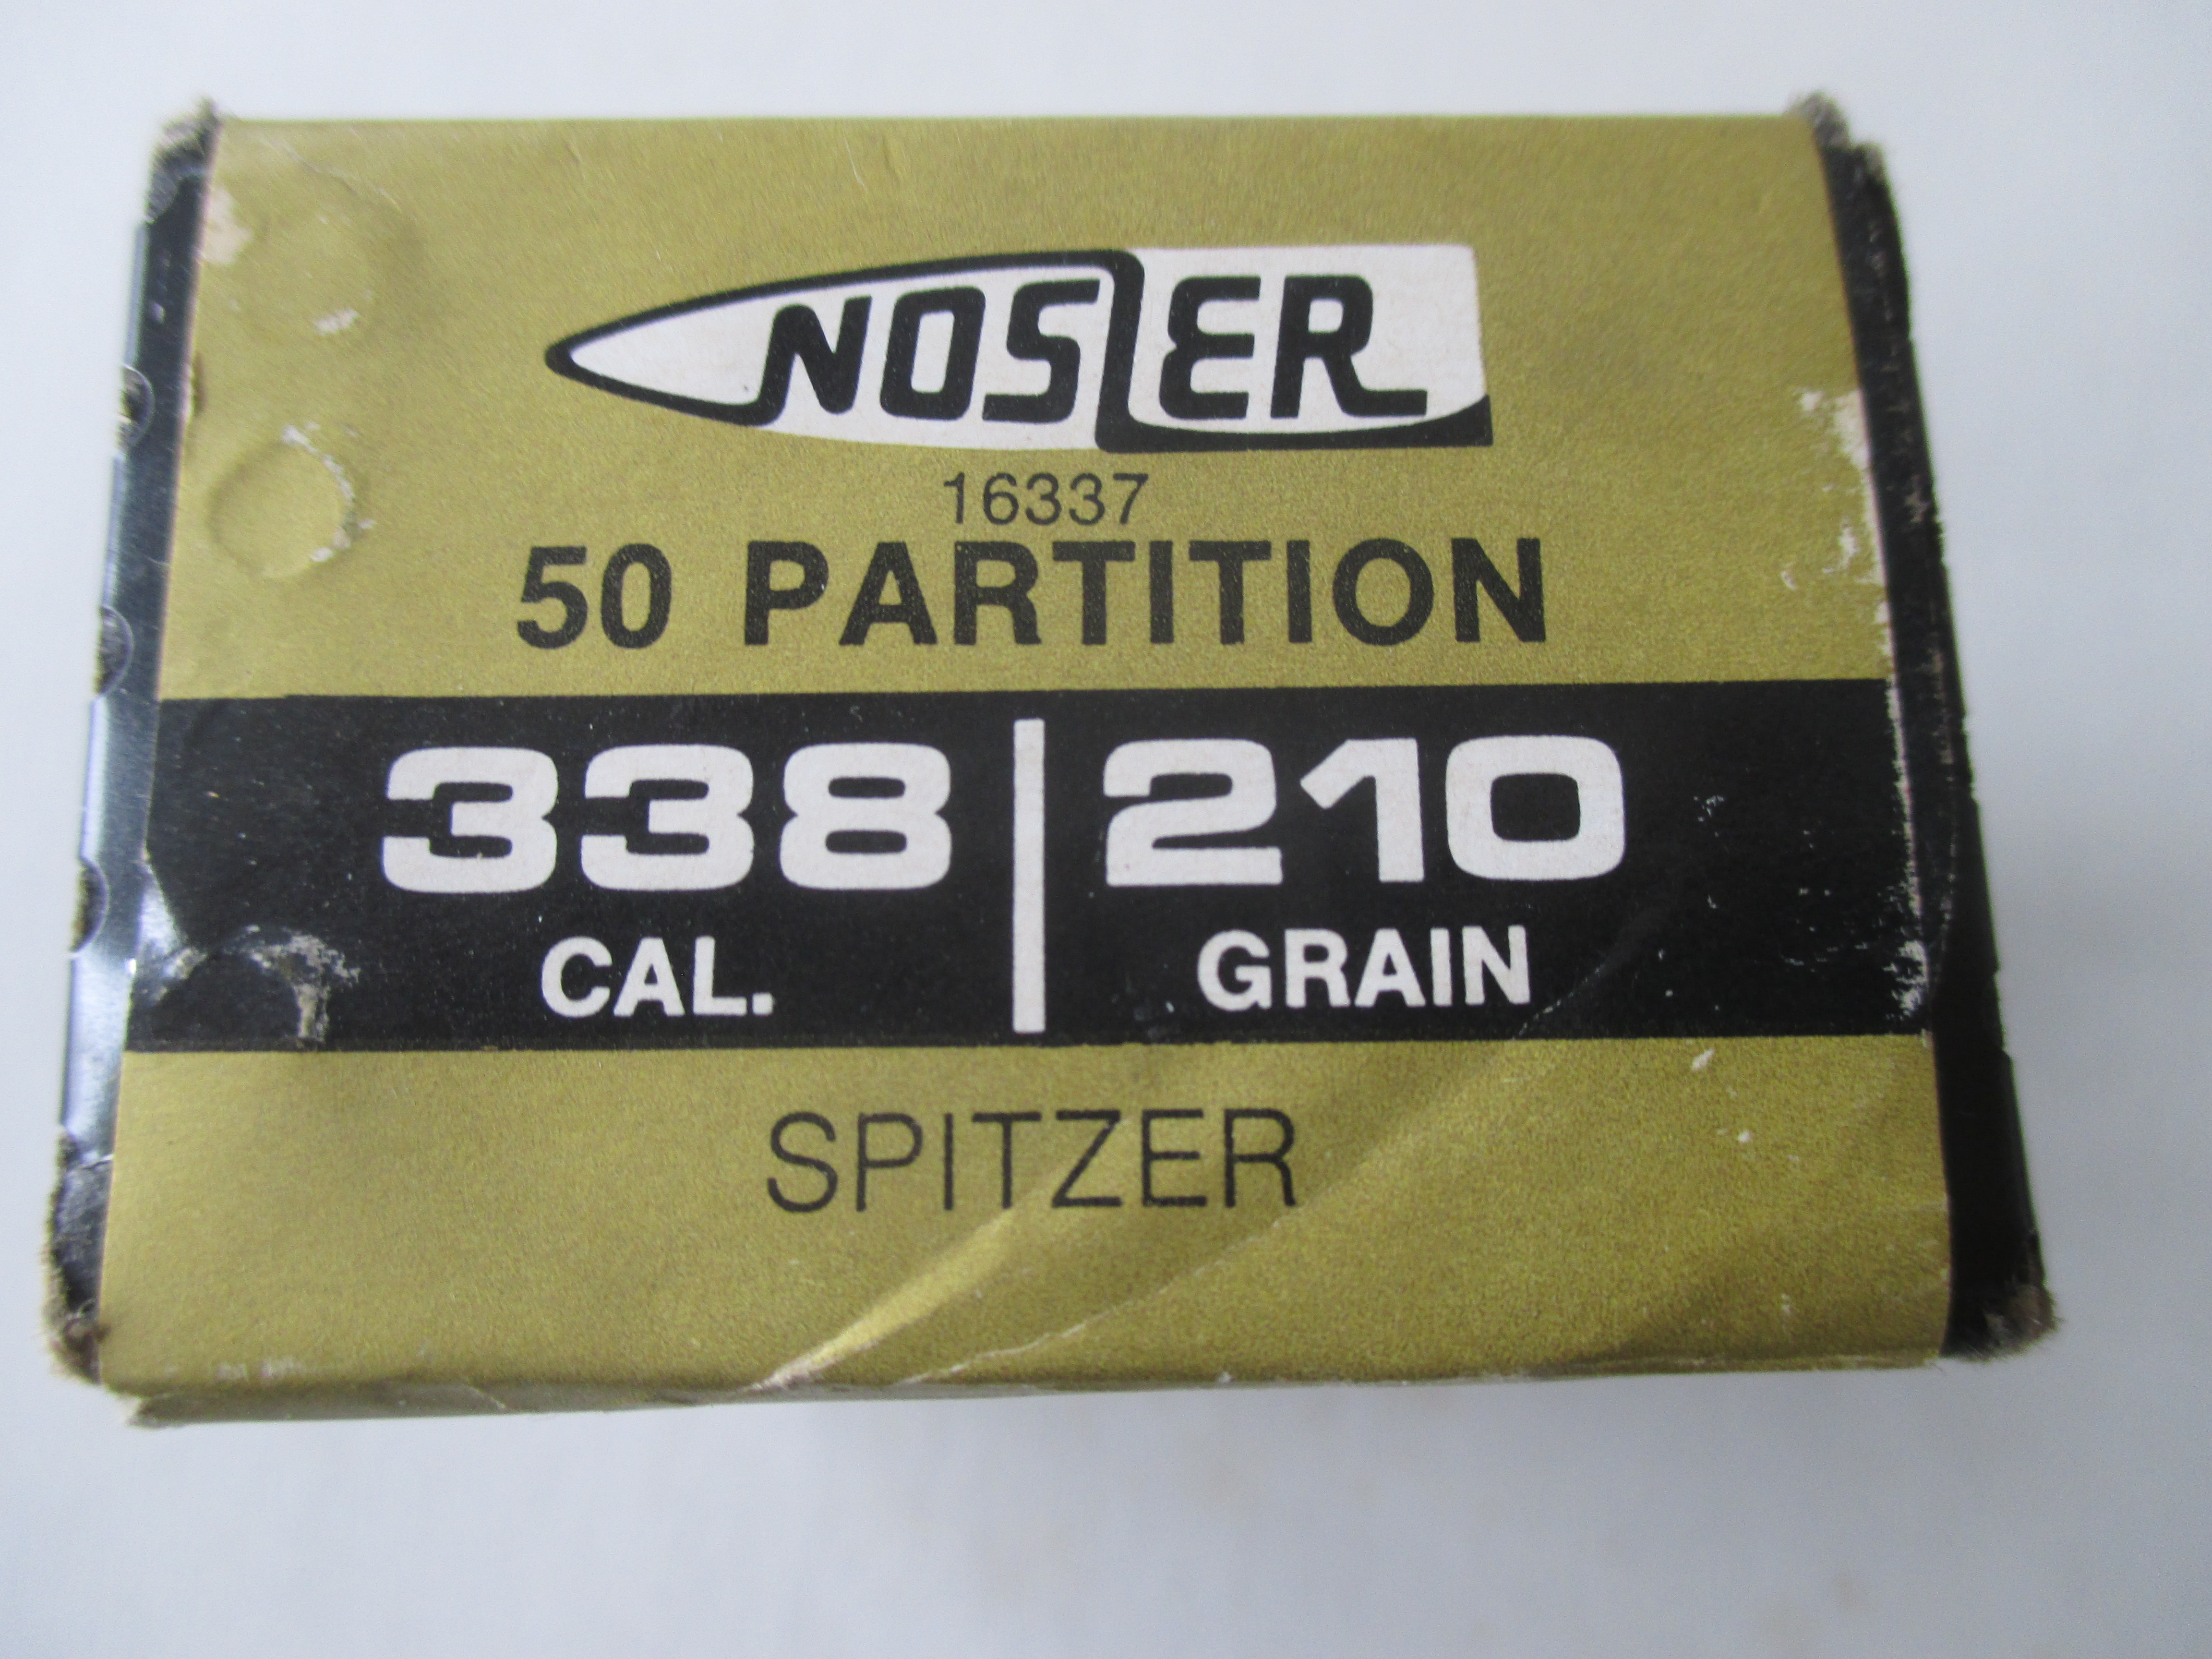 NOSLER
16337
50 PARTITION
338 | 210
CAL. GRAIN
SPITZER